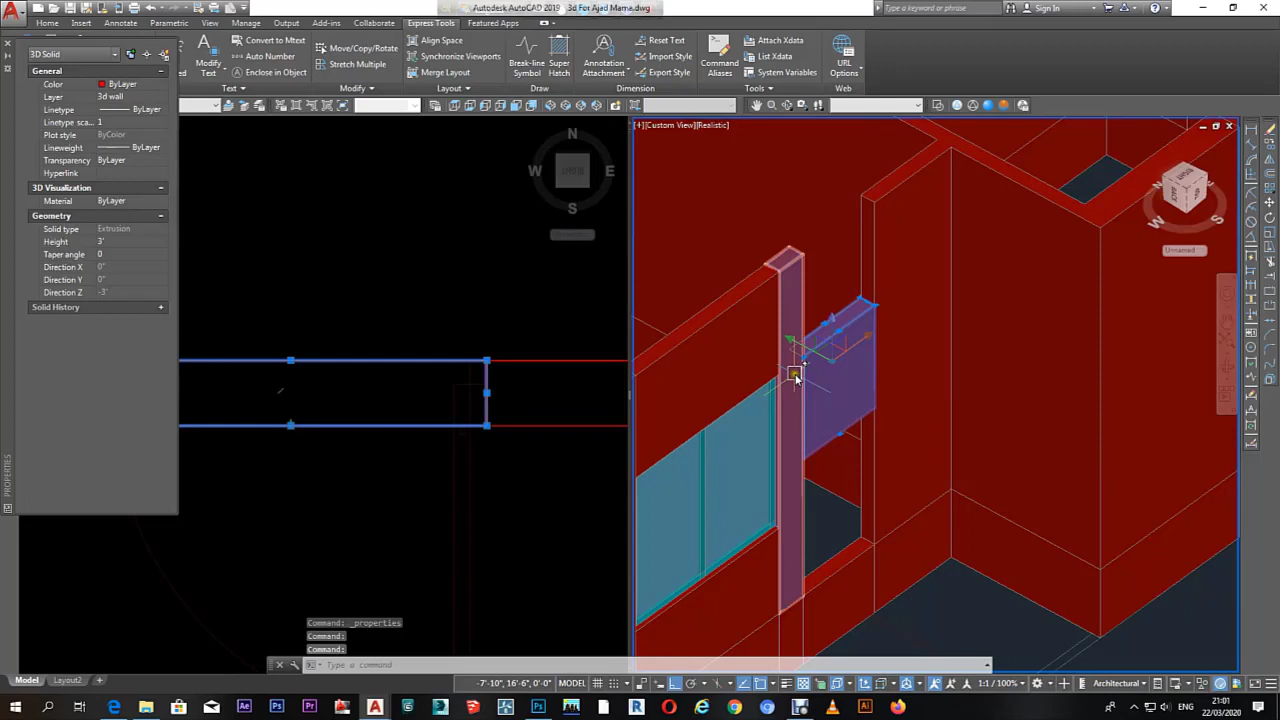 Autodesk AutoCAD 2019   3d For Ajad Mama.dwg
Type a keyword or phrase
Sign In
Home Insert Annotate Parametric View Manage Output Add-ins Collaborate Express Tools Featured Apps
3D Solid
Modify Text
Convert to Mtext
Auto Number
Enclose in Object
Text
Move/Copy/Rotate
Stretch Multiple
Modify
Align Space
Synchronize Viewports
Merge Layout
Layout
Break-line Symbol
Super Hatch
Draw
Annotation Attachment
Reset Text
Import Style
Export Style
Dimension
Command Aliases
Attach Xdata
List Xdata
System Variables
Tools
URL Options
Web
General
Color ByLayer
Layer 3d wall
Linetype ByLayer
Linetype sca... 1
Plot style ByColor
Lineweight ByLayer
Transparency ByLayer
Hyperlink
3D Visualization
Material ByLayer
Geometry
Solid type Extrusion
Height 3'
Taper angle 0
Direction X 0"
Direction Y 0"
Direction Z -3'
Solid History
PROPERTIES
N
W E
S
[+][Custom View][Realistic]
W S
Unnamed
Command: _properties
Command:
Command:
Type a command
Model Layout2 +
-7'-10", 16'-6", 0'-0" MODEL
1:1 / 100%
Architectural
ENG
21:01
22/03/2020